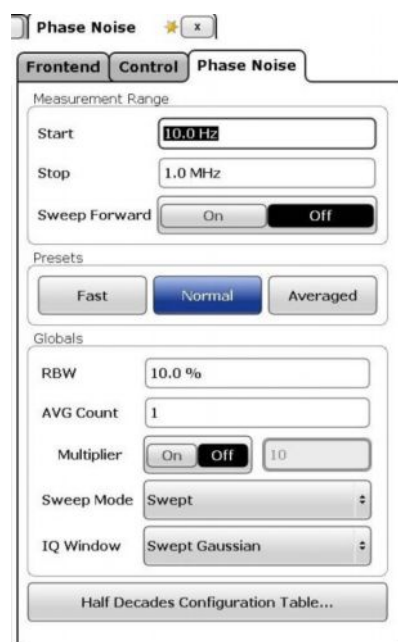 Phase Noise x
Frontend Control Phase Noise
Measurement Range
Start 10.0 Hz
Stop 1.0 MHz
Sweep Forward On Off
Presets
Fast Normal Averaged
Globals
RBW 10.0 %
AVG Count 1
Multiplier On Off 10
Sweep Mode Swept
IQ Window Swept Gaussian
Half Decades Configuration Table...